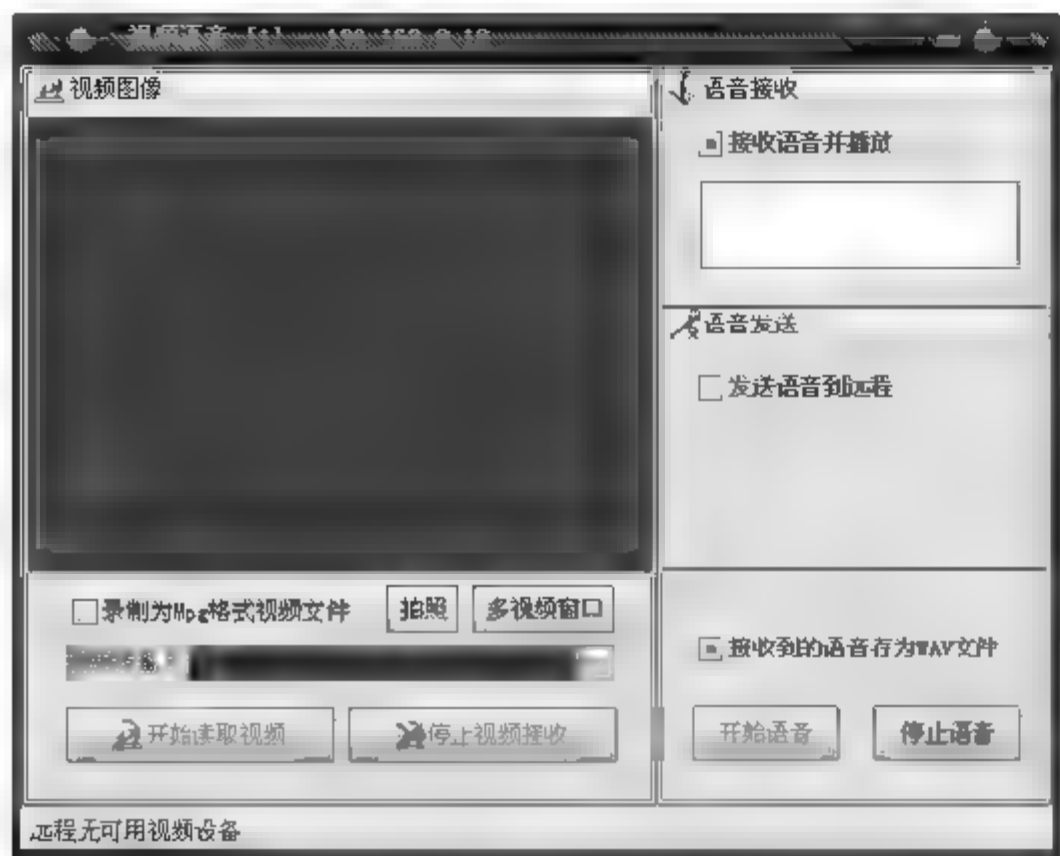 视频语音
视频图像
录制为Mpg格式视频文件
拍照
多视频窗口
开始读取视频
停止视频接收
语音接收
接收语音并播放
语音发送
发送语音到远程
接收到的语音存为WAV文件
开始语音
停止语音
远程无可用视频设备